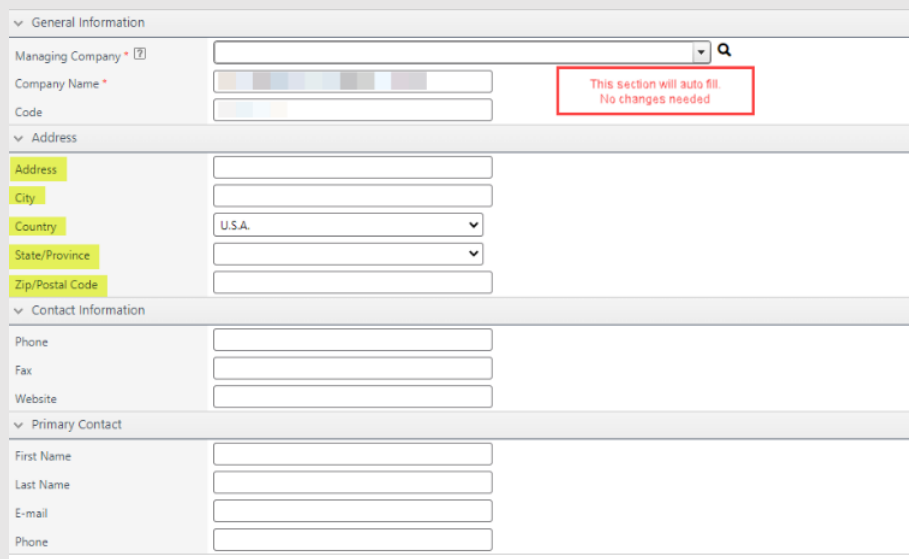 General Information
Managing Company * [?]
Company Name *
This section will auto fill.
No changes needed
Code
Address
Address
City
Country U.S.A.
State/Province
Zip/Postal Code
Contact Information
Phone
Fax
Website
Primary Contact
First Name
Last Name
E-mail
Phone